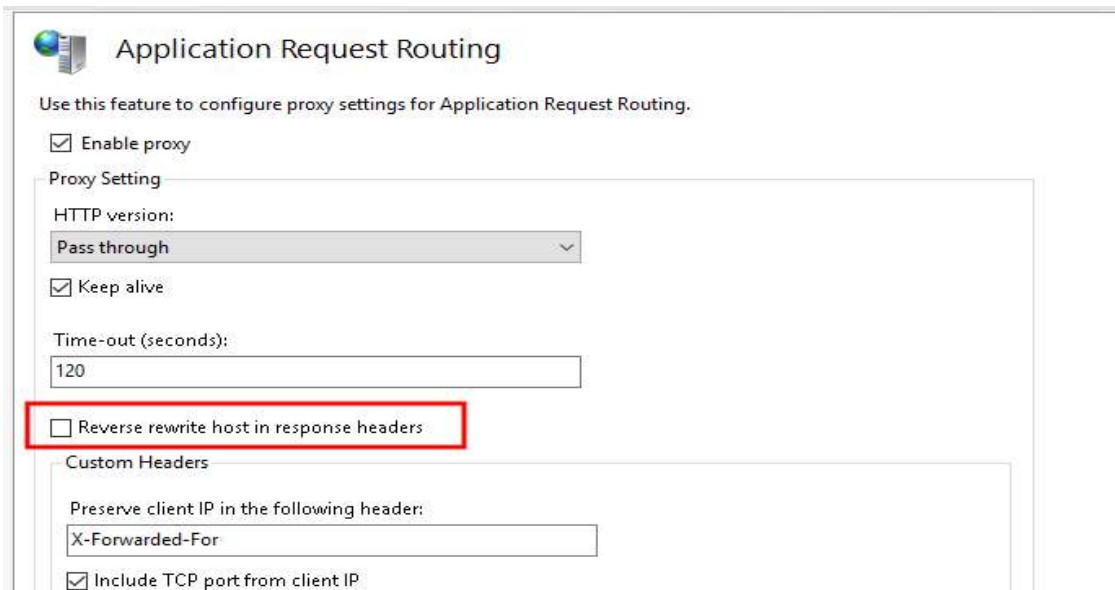 Application Request Routing
Use this feature to configure proxy settings for Application Request Routing.
Enable proxy
Proxy Setting
HTTP version:
Pass through
Keep alive
Time-out (seconds):
120
Reverse rewrite host in response headers
Custom Headers
Preserve client IP in the following header:
X-Forwarded-For
Include TCP port from client IP